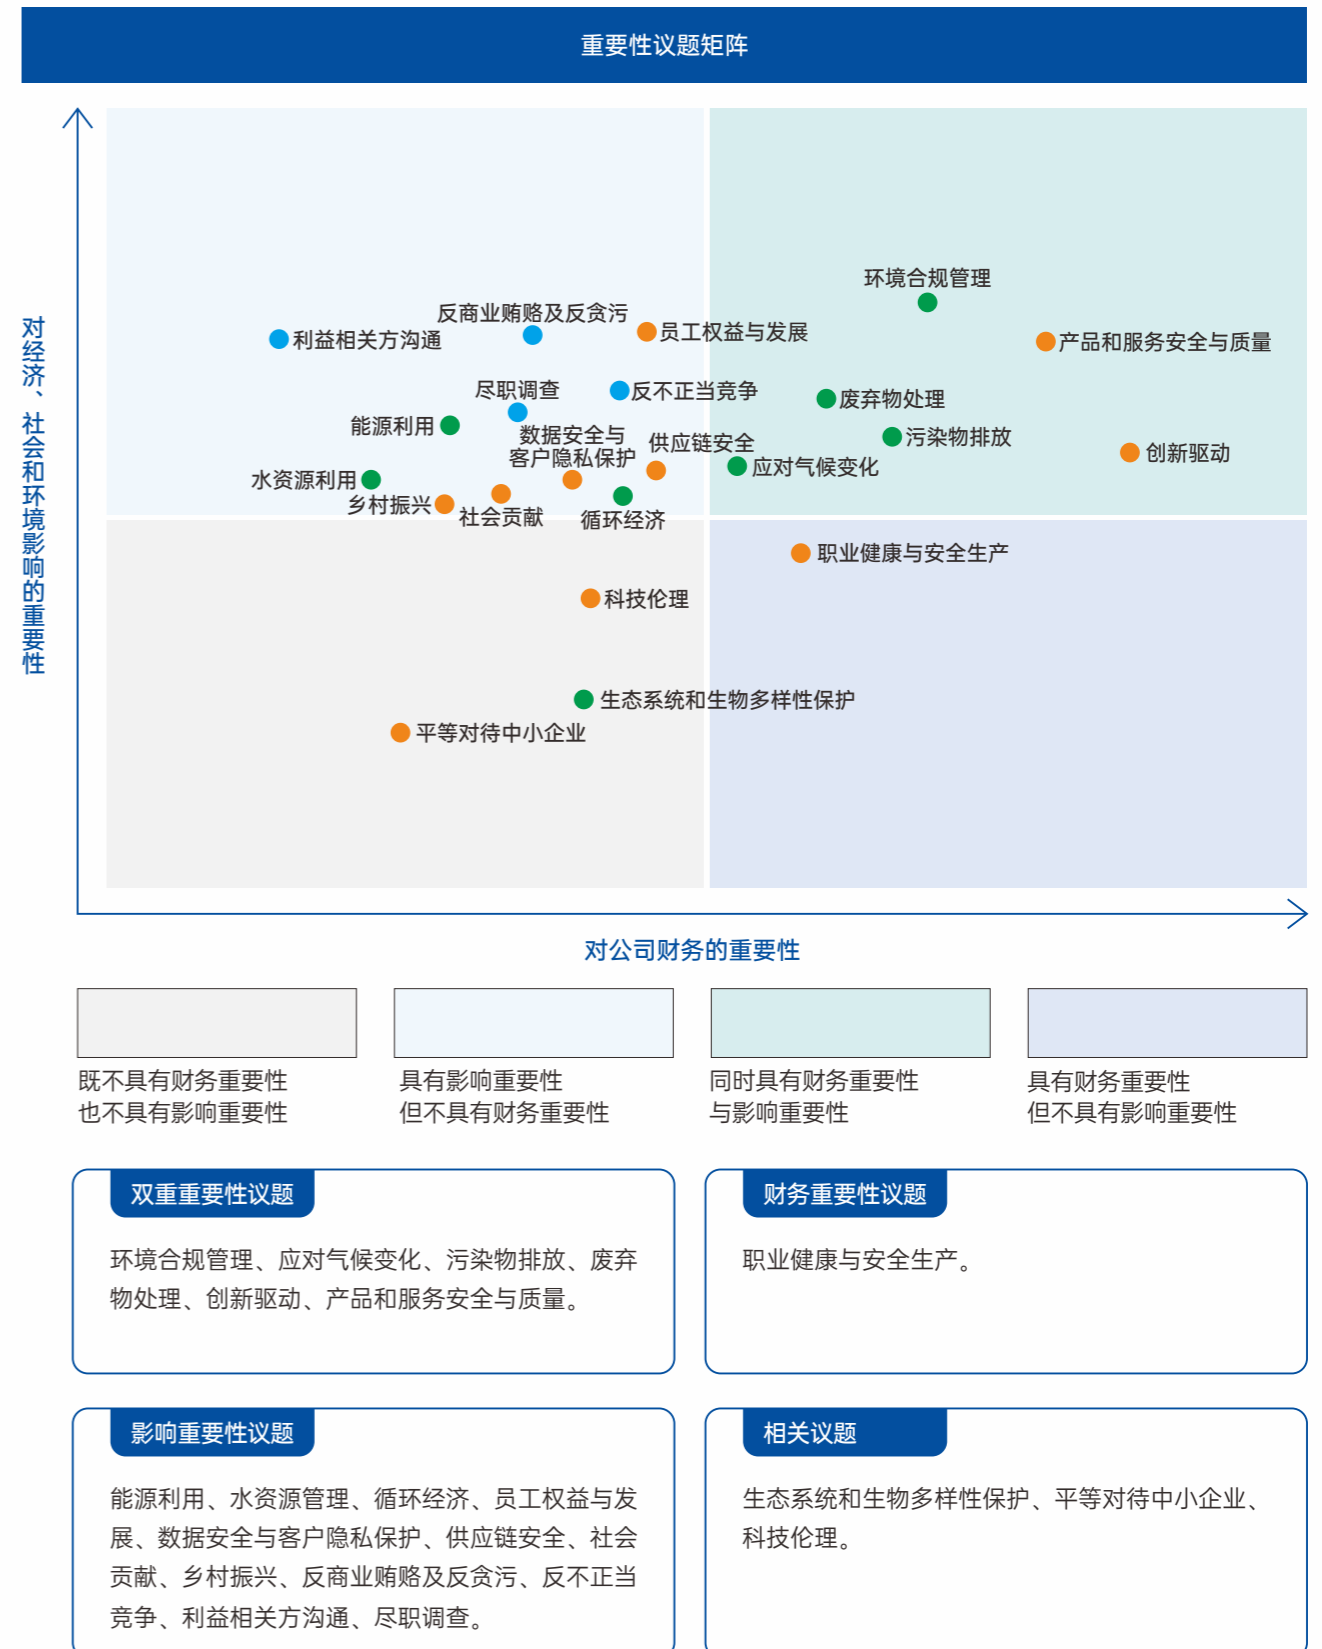 重要性议题矩阵
对经济、社会和环境影响的重要性
环境合规管理
反商业贿赂及反贪污
员工权益与发展
利益相关方沟通
产品和服务安全与质量
尽职调查
反不正当竞争
废弃物处理
能源利用
数据安全与
客户隐私保护
供应链安全
污染物排放
创新驱动
应对气候变化
水资源利用
乡村振兴
社会贡献
循环经济
职业健康与安全生产
科技伦理
生态系统和生物多样性保护
平等对待中小企业
对公司财务的重要性
既不具有财务重要性
也不具有影响重要性
具有影响重要性
但不具有财务重要性
同时具有财务重要性
与影响重要性
具有财务重要性
但不具有影响重要性
双重重要性议题
环境合规管理、应对气候变化、污染物排放、废弃
物处理、创新驱动、产品和服务安全与质量。
财务重要性议题
职业健康与安全生产。
影响重要性议题
能源利用、水资源管理、循环经济、员工权益与发
展、数据安全与客户隐私保护、供应链安全、社会
贡献、乡村振兴、反商业贿赂及反贪污、反不正当
竞争、利益相关方沟通、尽职调查。
相关议题
生态系统和生物多样性保护、平等对待中小企业、
科技伦理。